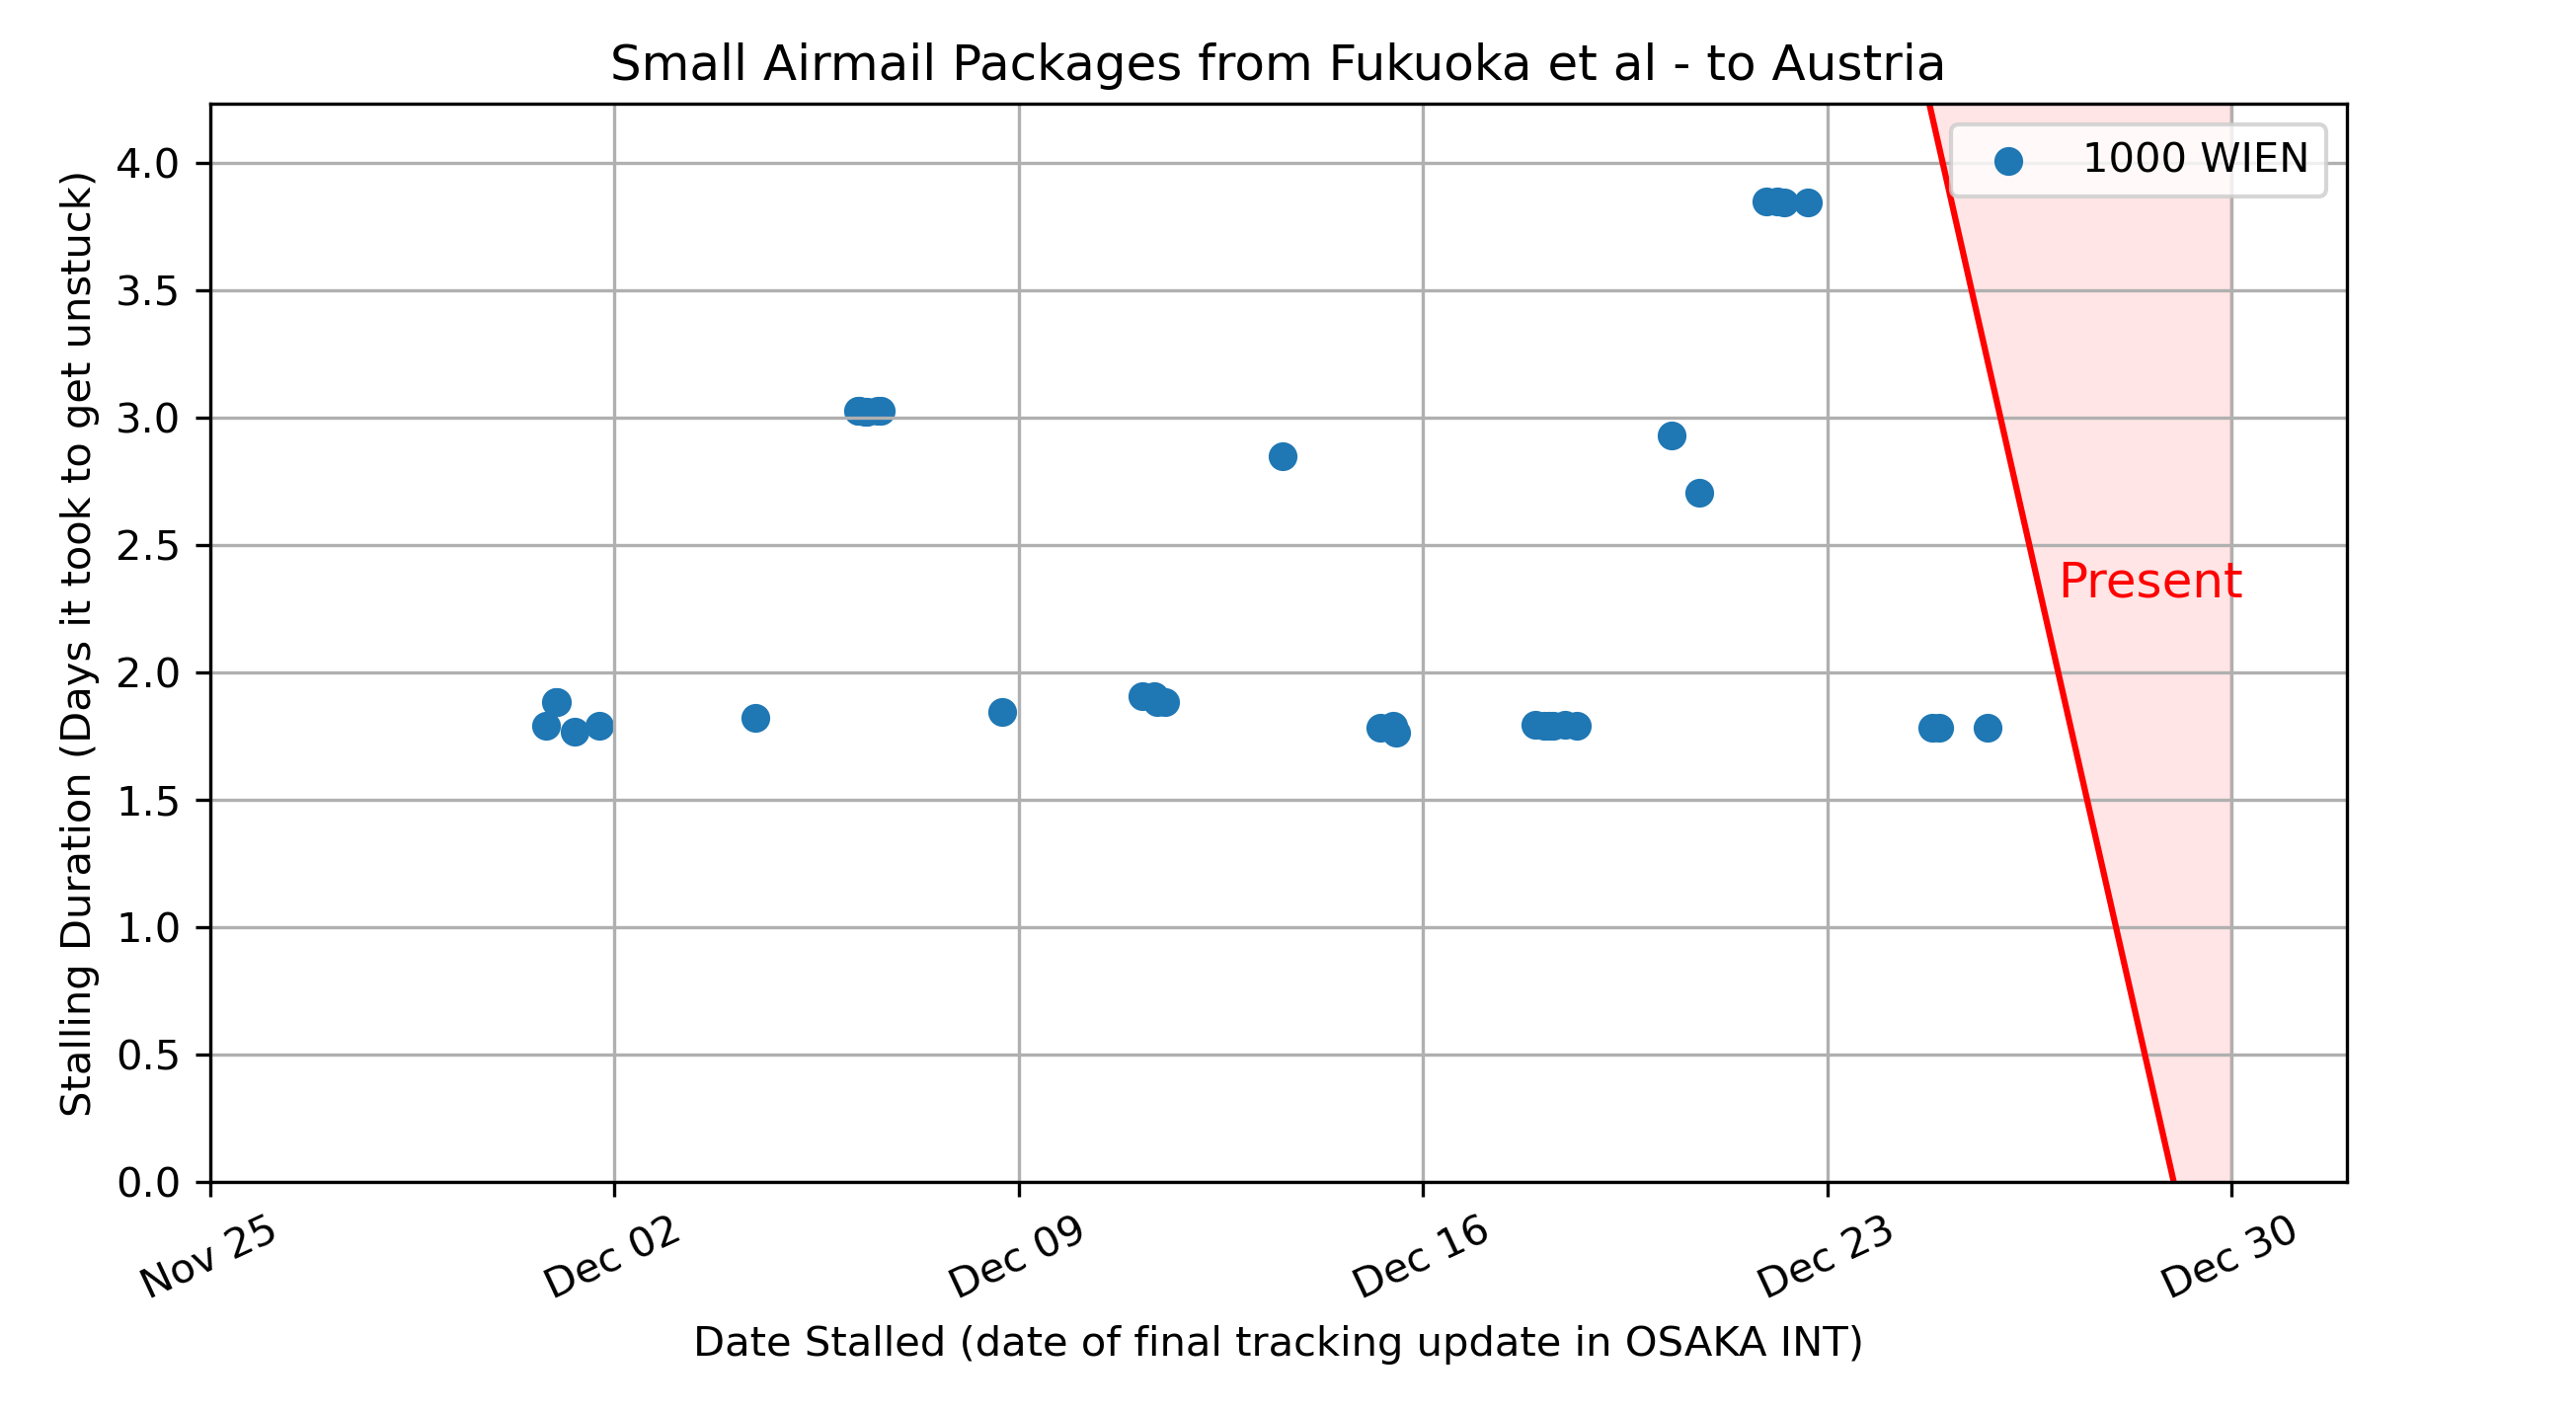 Small Airmail Packages from Fukuoka et al - to Austria
1000 WIEN
Present
Stalling Duration (Days it took to get unstuck)
4.0
3.5
3.0
2.5
2.0
1.5
1.0
0.5
0.0
Nov 25
Dec 02
Dec 09
Dec 16
Dec 23
Dec 30
Date Stalled (date of final tracking update in OSAKA INT)